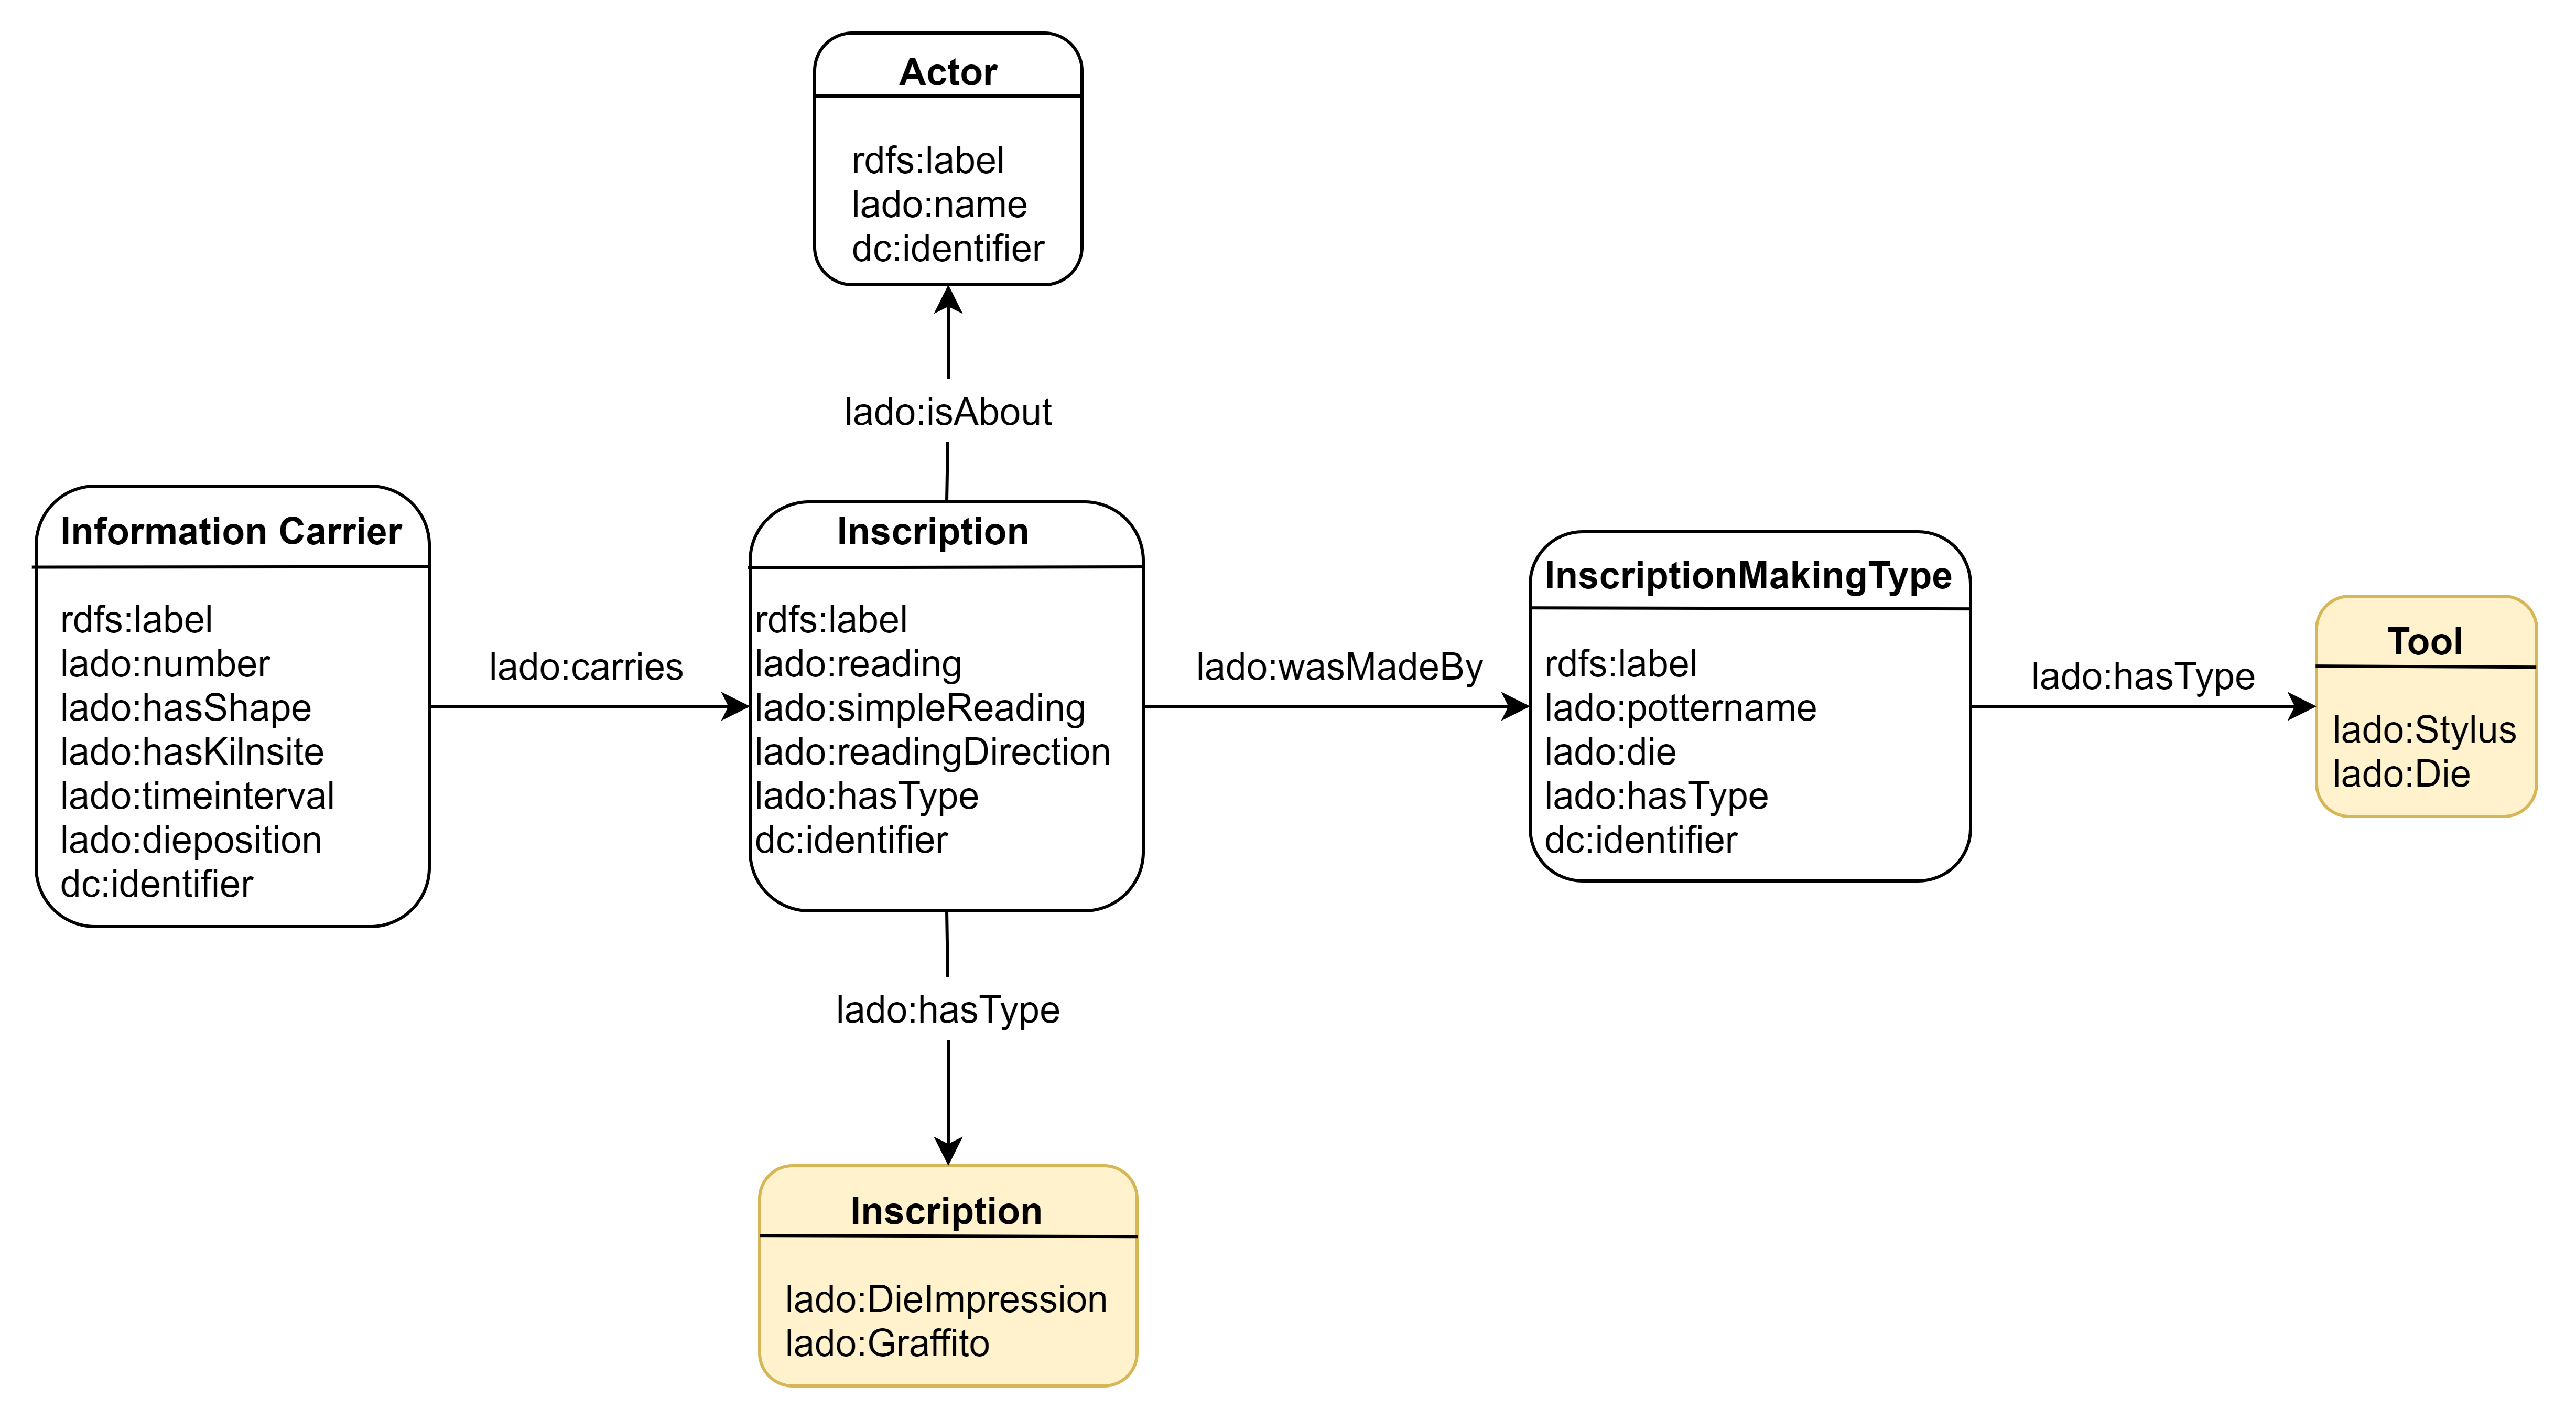 Actor
rdfs:label
lado:name
dc:identifier
lado:isAbout
Information Carrier
rdfs:label
lado:number
lado:hasShape
lado:hasKilnsite
lado:timeinterval
lado:dieposition
dc:identifier
lado:carries
Inscription
rdfs:label
lado:reading
lado:simpleReading
lado:readingDirection
lado:hasType
dc:identifier
lado:wasMadeBy
InscriptionMakingType
rdfs:label
lado:pottername
lado:die
lado:hasType
dc:identifier
lado:hasType
Tool
lado:Stylus
lado:Die
lado:hasType
Inscription
lado:DieImpression
lado:Graffito